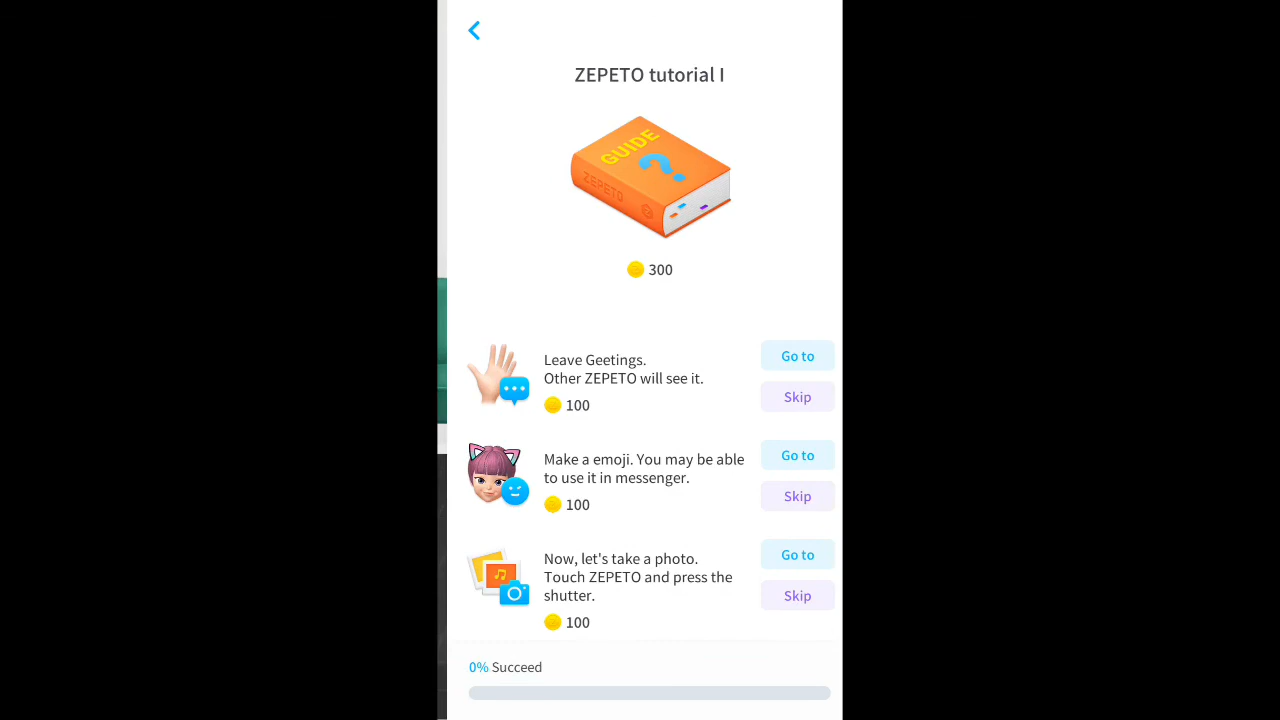 ZEPETO tutorial I
GUIDE
?
ZEPETO
300
Leave Geetings.
Other ZEPETO will see it.
100
Go to
Skip
Make a emoji. You may be able
to use it in messenger.
100
Go to
Skip
Now, let's take a photo.
Touch ZEPETO and press the
shutter.
100
Go to
Skip
0% Succeed